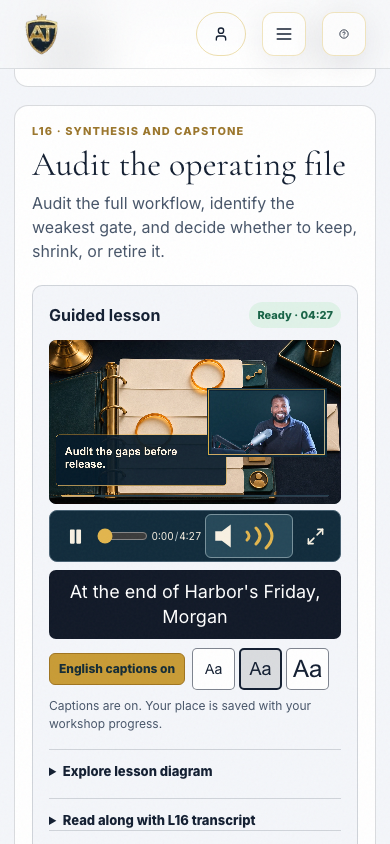 AT
L16 · SYNTHESIS AND CAPSTONE
Audit the operating file
Audit the full workflow, identify the
weakest gate, and decide whether to keep,
shrink, or retire it.
Guided lesson
Ready · 04:27
Audit the gaps before
release.
0:00/4:27
At the end of Harbor's Friday,
Morgan
English captions on
Aa
Aa
Aa
Captions are on. Your place is saved with your
workshop progress.
Explore lesson diagram
Read along with L16 transcript